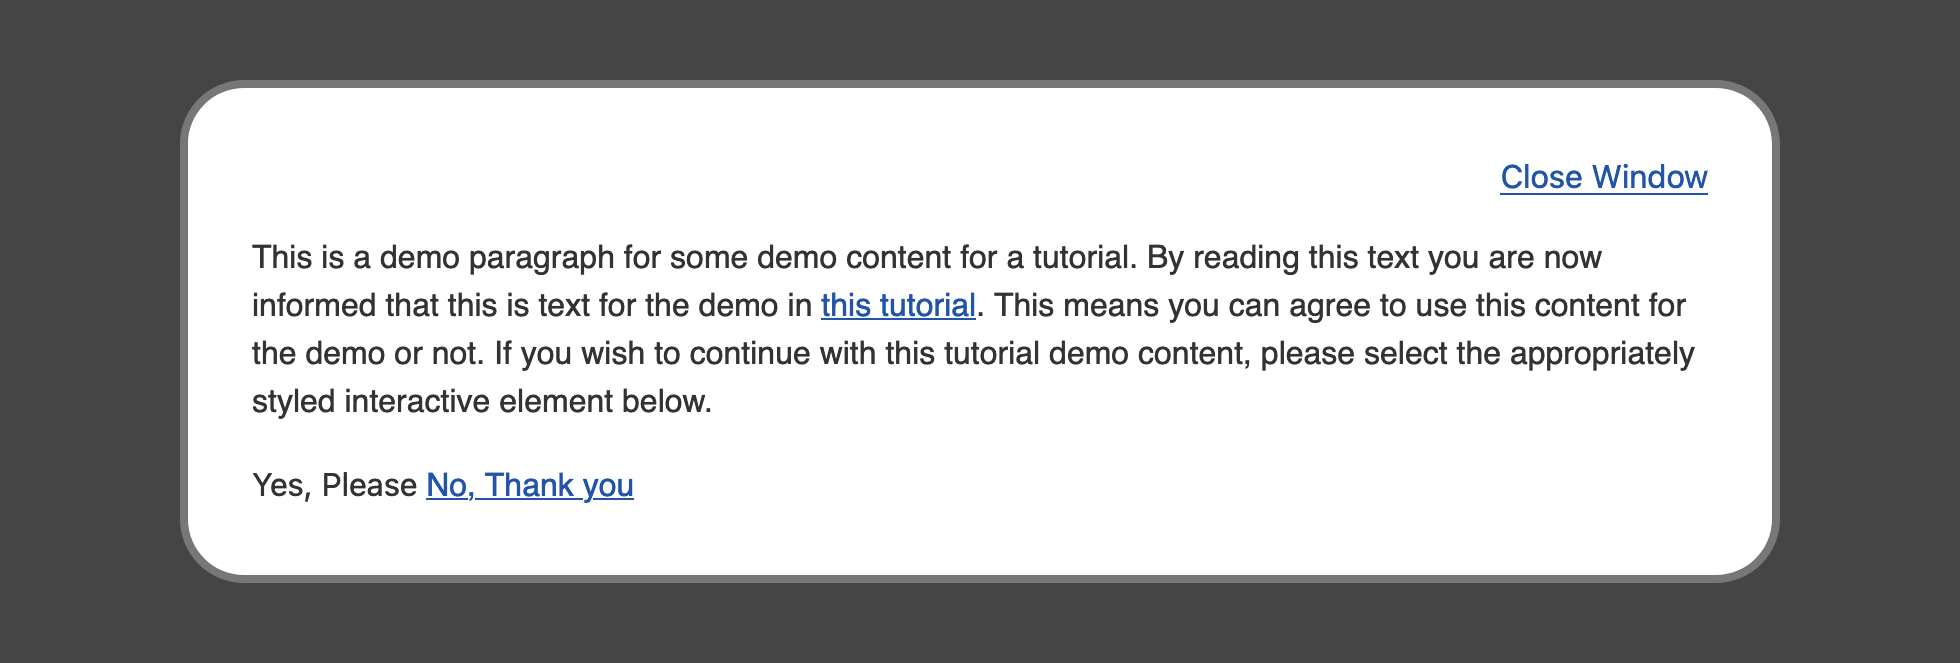 Close Window
This is a demo paragraph for some demo content for a tutorial. By reading this text you are now
informed that this is text for the demo in this tutorial. This means you can agree to use this content for
the demo or not. If you wish to continue with this tutorial demo content, please select the appropriately
styled interactive element below.
Yes, Please No, Thank you